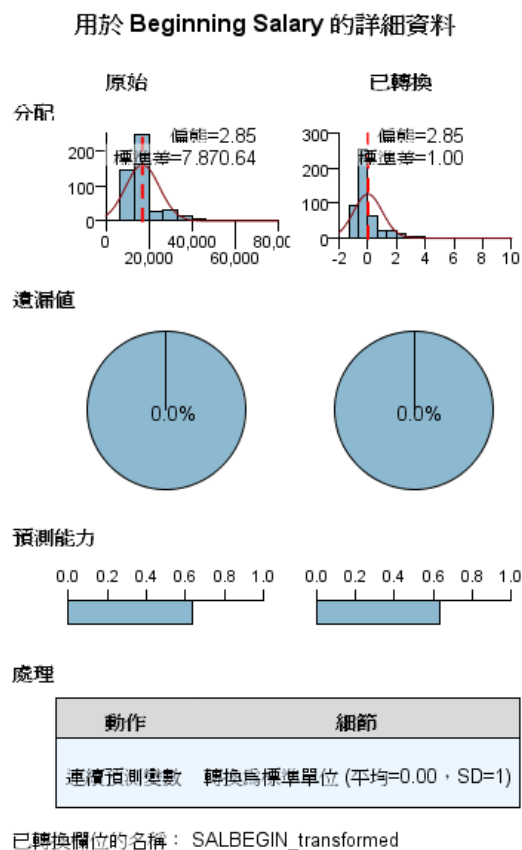 用於 Beginning Salary 的詳細資料
原始
已轉換
分配
偏態=2.85
標準差=7.870.64
200
100
0
0
20,000
40,000
60,000
80,00
偏態=2.85
標準差=1.00
300
200
100
0
-2
0
2
4
6
8
10
遺漏值
0.0%
0.0%
預測能力
0.0 0.2 0.4 0.6 0.8 1.0
0.0 0.2 0.4 0.6 0.8 1.0
處理
動作 細節
連續預測變數 轉換為標準單位 (平均=0.00,SD=1)
已轉換欄位的名稱: SALBEGIN_transformed